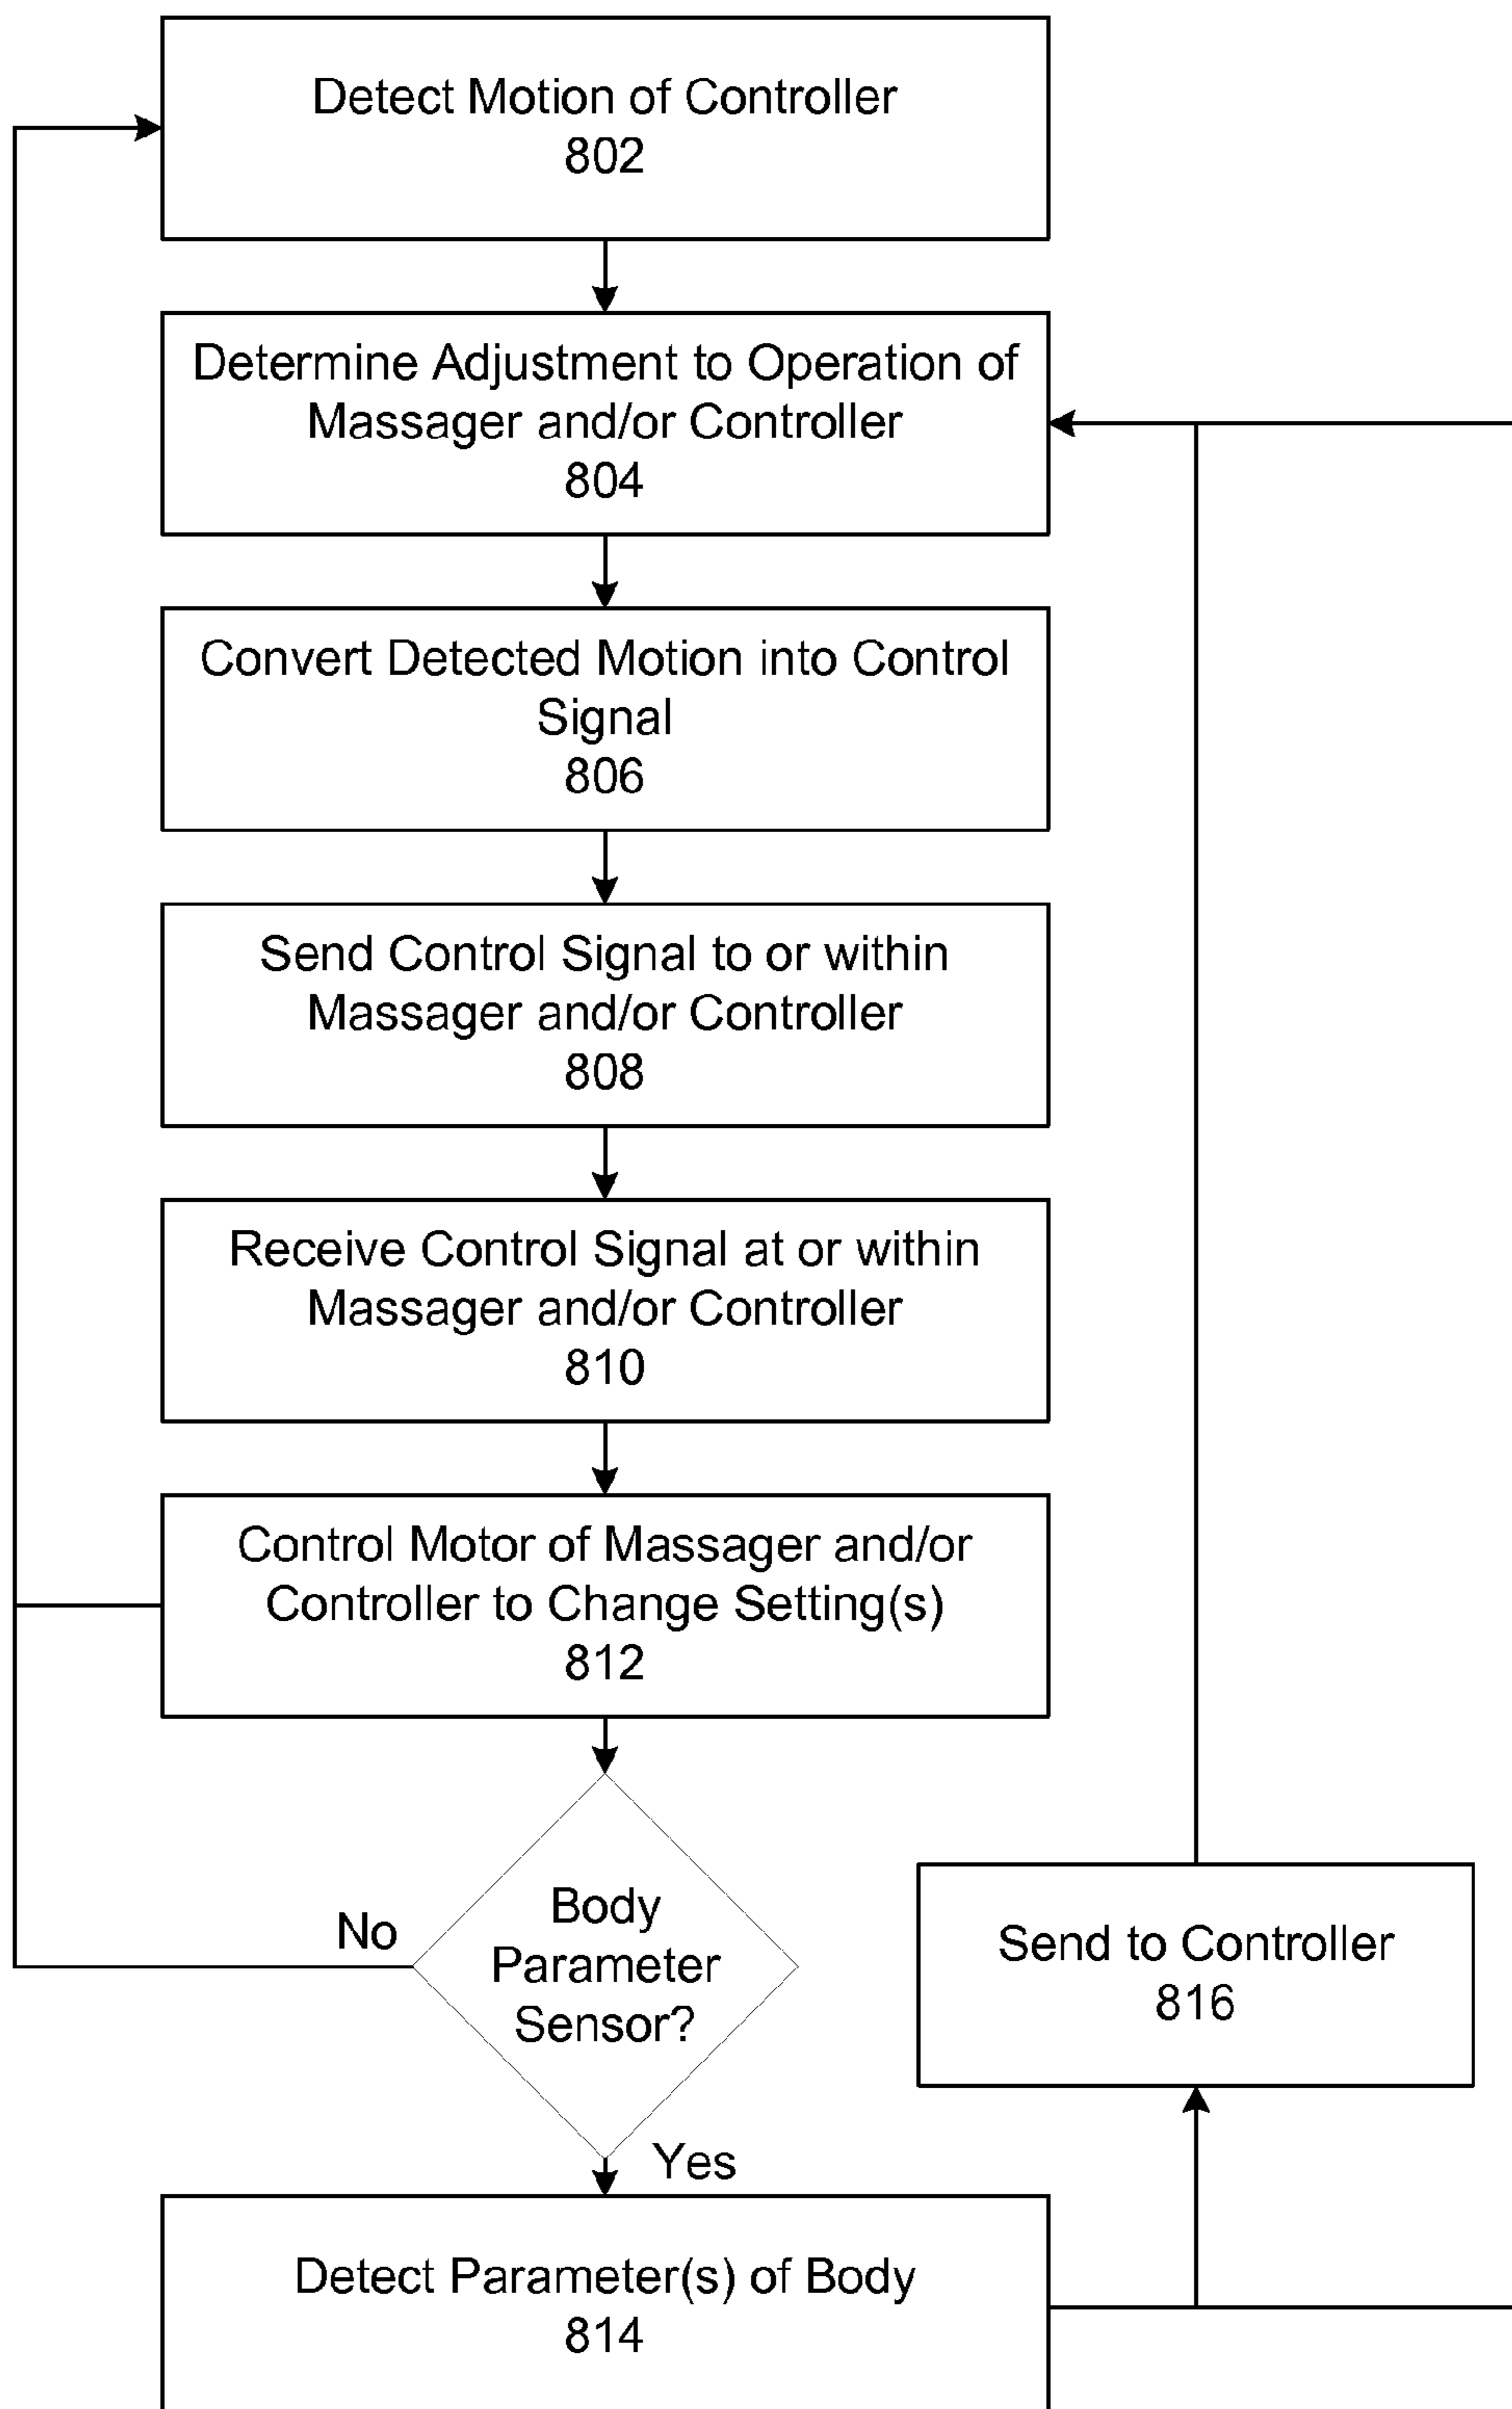 Detect Motion of Controller
802
Determine Adjustment to Operation of
Massager and/or Controller
804
Convert Detected Motion into Control
Signal
806
Send Control Signal to or within
Massager and/or Controller
808
Receive Control Signal at or within
Massager and/or Controller
810
Control Motor of Massager and/or
Controller to Change Setting(s)
812
No
Body
Parameter
Sensor?
Send to Controller
816
Yes
Detect Parameter(s) of Body
814